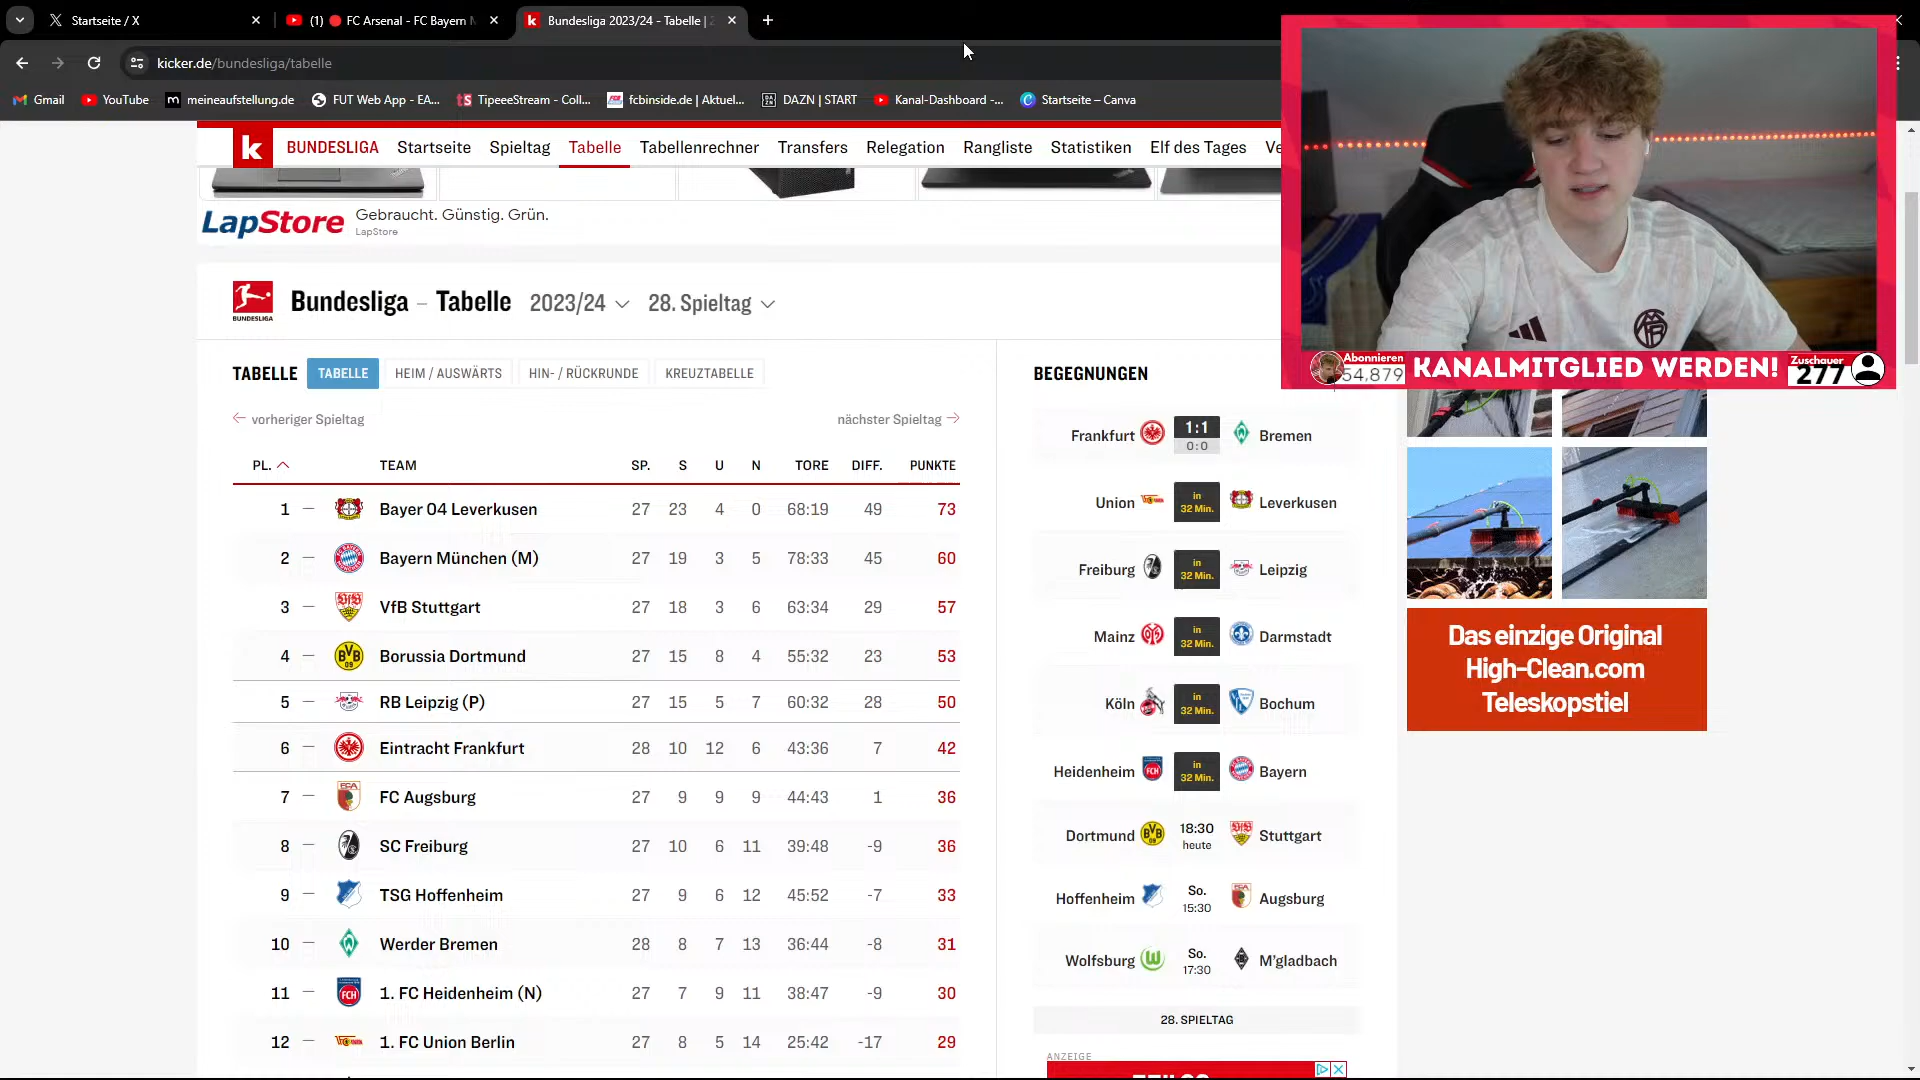 Startseite / X
(1) FC Arsenal - FC Bayern M
Bundesliga 2023/24 - Tabelle |
kicker.de/bundesliga/tabelle
Gmail
YouTube
meineaufstellung.de
FUT Web App - EA...
TipeeeStream - Coll...
fcbinside.de | Aktuel...
DAZN | START
Kanal-Dashboard -...
Startseite – Canva
k BUNDESLIGA Startseite Spieltag Tabelle Tabellenrechner Transfers Relegation Rangliste Statistiken Elf des Tages Ve
LapStore
Gebraucht. Günstig. Grün.
LapStore
BUNDESLIGA
Bundesliga – Tabelle 2023/24 28. Spieltag
Abonnieren
54,879
KANALMITGLIED WERDEN!
Zuschauer
277
TABELLE TABELLE HEIM / AUSWÄRTS HIN- / RÜCKRUNDE KREUZTABELLE
vorheriger Spieltag
nächster Spieltag
PL. TEAM SP. S U N TORE DIFF. PUNKTE
1 – Bayer 04 Leverkusen 27 23 4 0 68:19 49 73
2 – Bayern München (M) 27 19 3 5 78:33 45 60
3 – VfB Stuttgart 27 18 3 6 63:34 29 57
4 – Borussia Dortmund 27 15 8 4 55:32 23 53
5 – RB Leipzig (P) 27 15 5 7 60:32 28 50
6 – Eintracht Frankfurt 28 10 12 6 43:36 7 42
7 – FC Augsburg 27 9 9 9 44:43 1 36
8 – SC Freiburg 27 10 6 11 39:48 -9 36
9 – TSG Hoffenheim 27 9 6 12 45:52 -7 33
10 – Werder Bremen 28 8 7 13 36:44 -8 31
11 – 1. FC Heidenheim (N) 27 7 9 11 38:47 -9 30
12 – 1. FC Union Berlin 27 8 5 14 25:42 -17 29
BEGEGNUNGEN
Frankfurt 1:1 Bremen
0:0
Union in 32 Min. Leverkusen
Freiburg in 32 Min. Leipzig
Mainz in 32 Min. Darmstadt
Köln in 32 Min. Bochum
Heidenheim in 32 Min. Bayern
Dortmund 18:30 heute Stuttgart
Hoffenheim So. 15:30 Augsburg
Wolfsburg So. 17:30 M'gladbach
28. SPIELTAG
ANZEIGE
Das einzige Original
High-Clean.com
Teleskopstiel